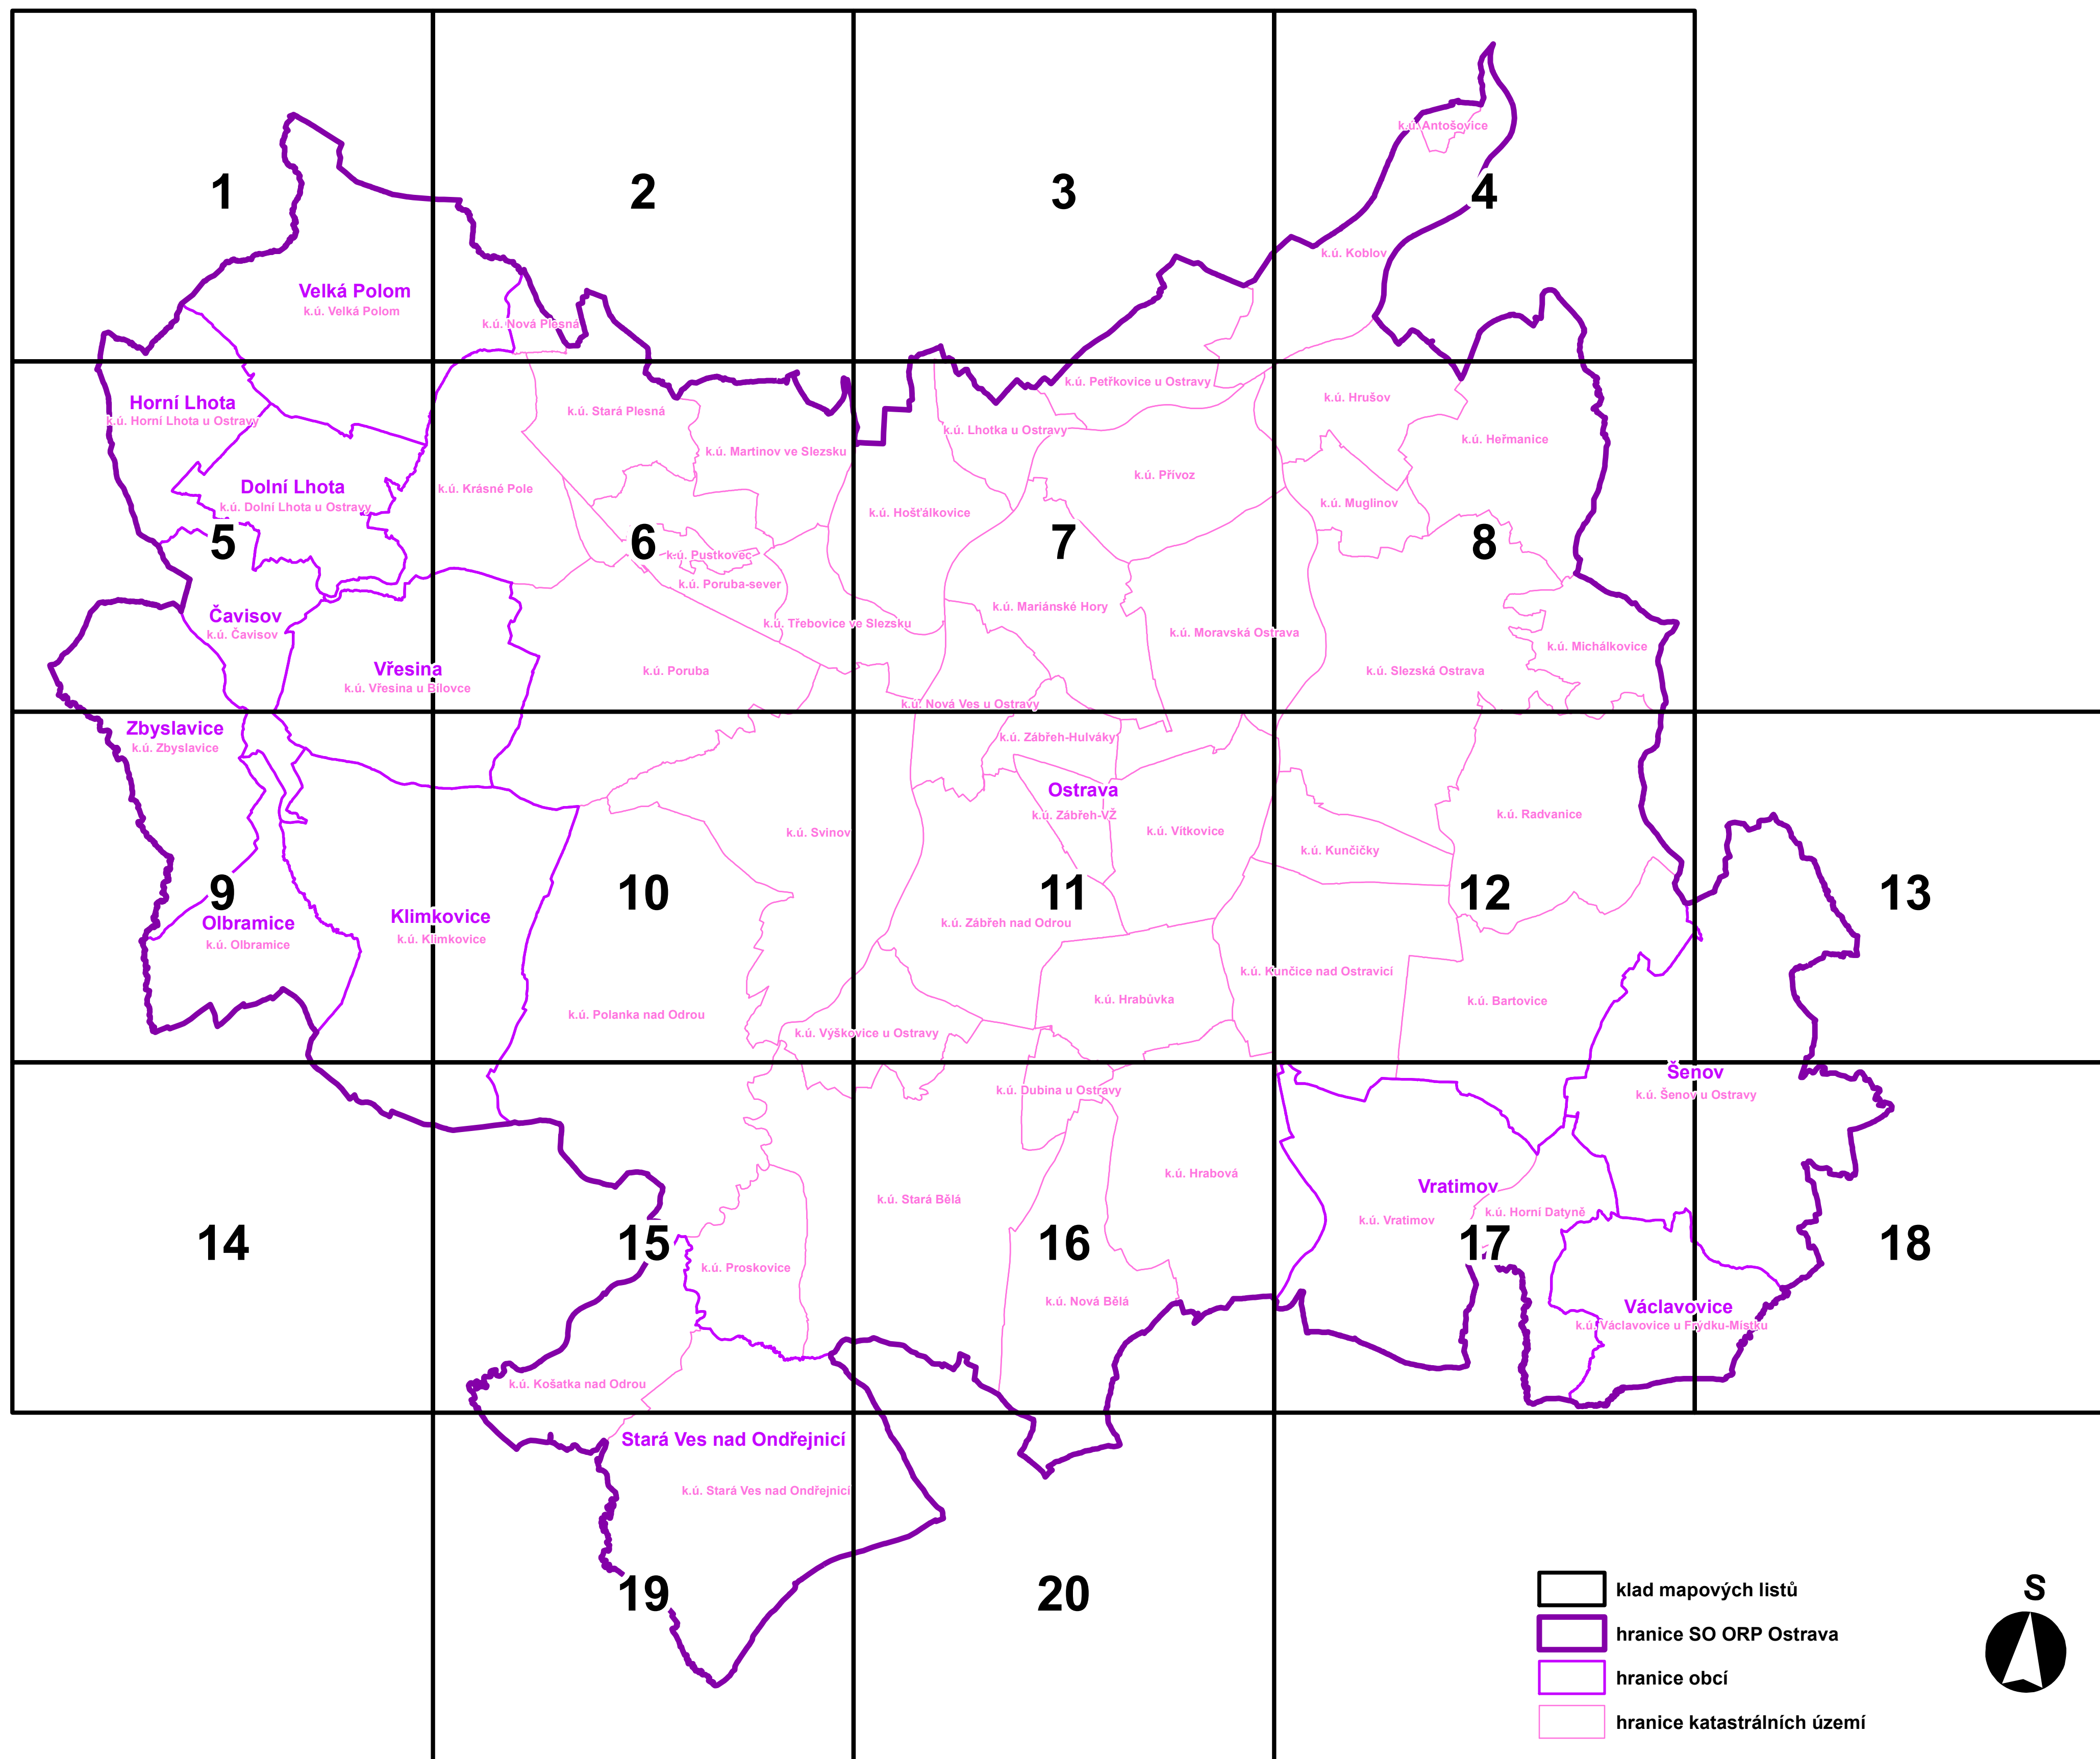 k.ú. Antošovice
1
2
3
4
k.ú. Koblov
Velká Polom
k.ú. Velká Polom
k.ú. Nová Plesná
k.ú. Petřkovice u Ostravy
Horní Lhota
k.ú. Horní Lhota u Ostravy
k.ú. Stará Plesná
k.ú. Hrušov
k.ú. Lhotka u Ostravy
k.ú. Heřmanice
k.ú. Martinov ve Slezsku
k.ú. Přívoz
Dolní Lhota
k.ú. Dolní Lhota u Ostravy
k.ú. Krásné Pole
k.ú. Muglinov
k.ú. Hošťálkovice
5
6
7
8
k.ú. Pustkovec
k.ú. Poruba-sever
Čavisov
k.ú. Čavisov
k.ú. Mariánské Hory
k.ú. Třebovice ve Slezsku
k.ú. Moravská Ostrava
k.ú. Michálkovice
Vřesina
k.ú. Vřesina u Bílovce
k.ú. Poruba
k.ú. Slezská Ostrava
k.ú. Nová Ves u Ostravy
Zbyslavice
k.ú. Zbyslavice
k.ú. Zábřeh-Hulváky
Ostrava
k.ú. Zábřeh-VŽ
k.ú. Radvanice
k.ú. Svinov
k.ú. Vítkovice
k.ú. Kunčičky
9
10
11
12
13
Olbramice
k.ú. Olbramice
Klimkovice
k.ú. Klimkovice
k.ú. Zábřeh nad Odrou
k.ú. Kunčice nad Ostravicí
k.ú. Hrabůvka
k.ú. Bartovice
k.ú. Polanka nad Odrou
k.ú. Výškovice u Ostravy
Šenov
k.ú. Šenov u Ostravy
k.ú. Dubina u Ostravy
k.ú. Hrabová
Vratimov
k.ú. Stará Bělá
k.ú. Vratimov
k.ú. Horní Datyně
14
15
16
17
18
k.ú. Proskovice
k.ú. Nová Bělá
Václavovice
k.ú. Václavovice u Frýdku-Místku
k.ú. Košatka nad Odrou
Stará Ves nad Ondřejnicí
k.ú. Stará Ves nad Ondřejnicí
19
20
klad mapových listů
hranice SO ORP Ostrava
hranice obcí
hranice katastrálních území
S